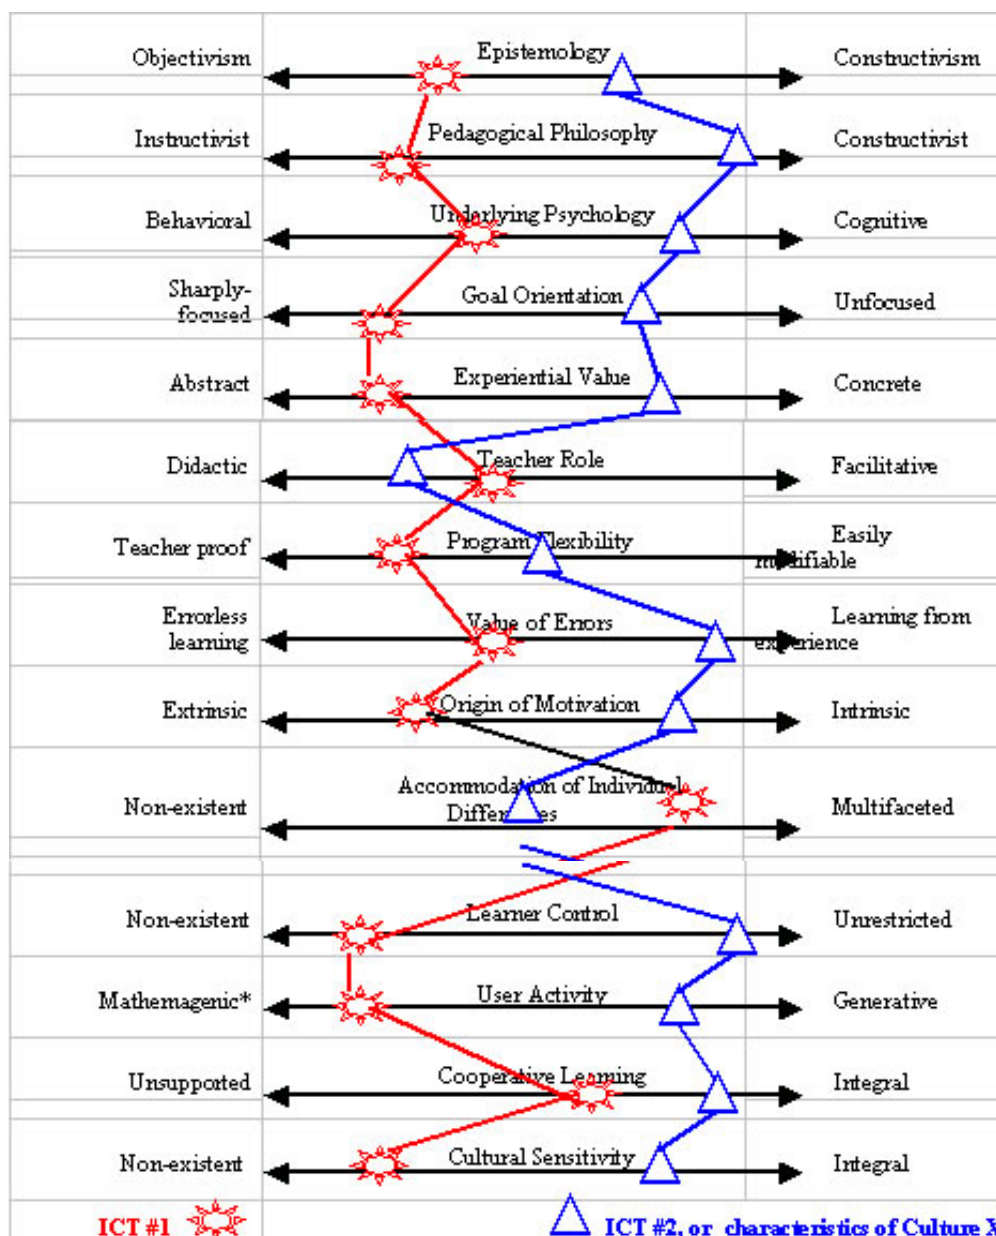 Epistemology
Objectivism
Constructivism
Pedagogical Philosophy
Instructivist
Constructivist
Underlying Psychology
Behavioral
Cognitive
Sharply-
focused
Goal Orientation
Unfocused
Abstract
Experiential Value
Concrete
Didactic
Teacher Role
Facilitative
Teacher proof
Program Flexibility
Easily
modifiable
Errorless
learning
Value of Errors
Learning from
experience
Extrinsic
Origin of Motivation
Intrinsic
Non-existent
Accommodation of Individual
Differences
Multifaceted
Non-existent
Learner Control
Unrestricted
Mathemagenic*
User Activity
Generative
Unsupported
Cooperative Learning
Integral
Non-existent
Cultural Sensitivity
Integral
ICT #1
ICT #2, or characteristics of Culture X